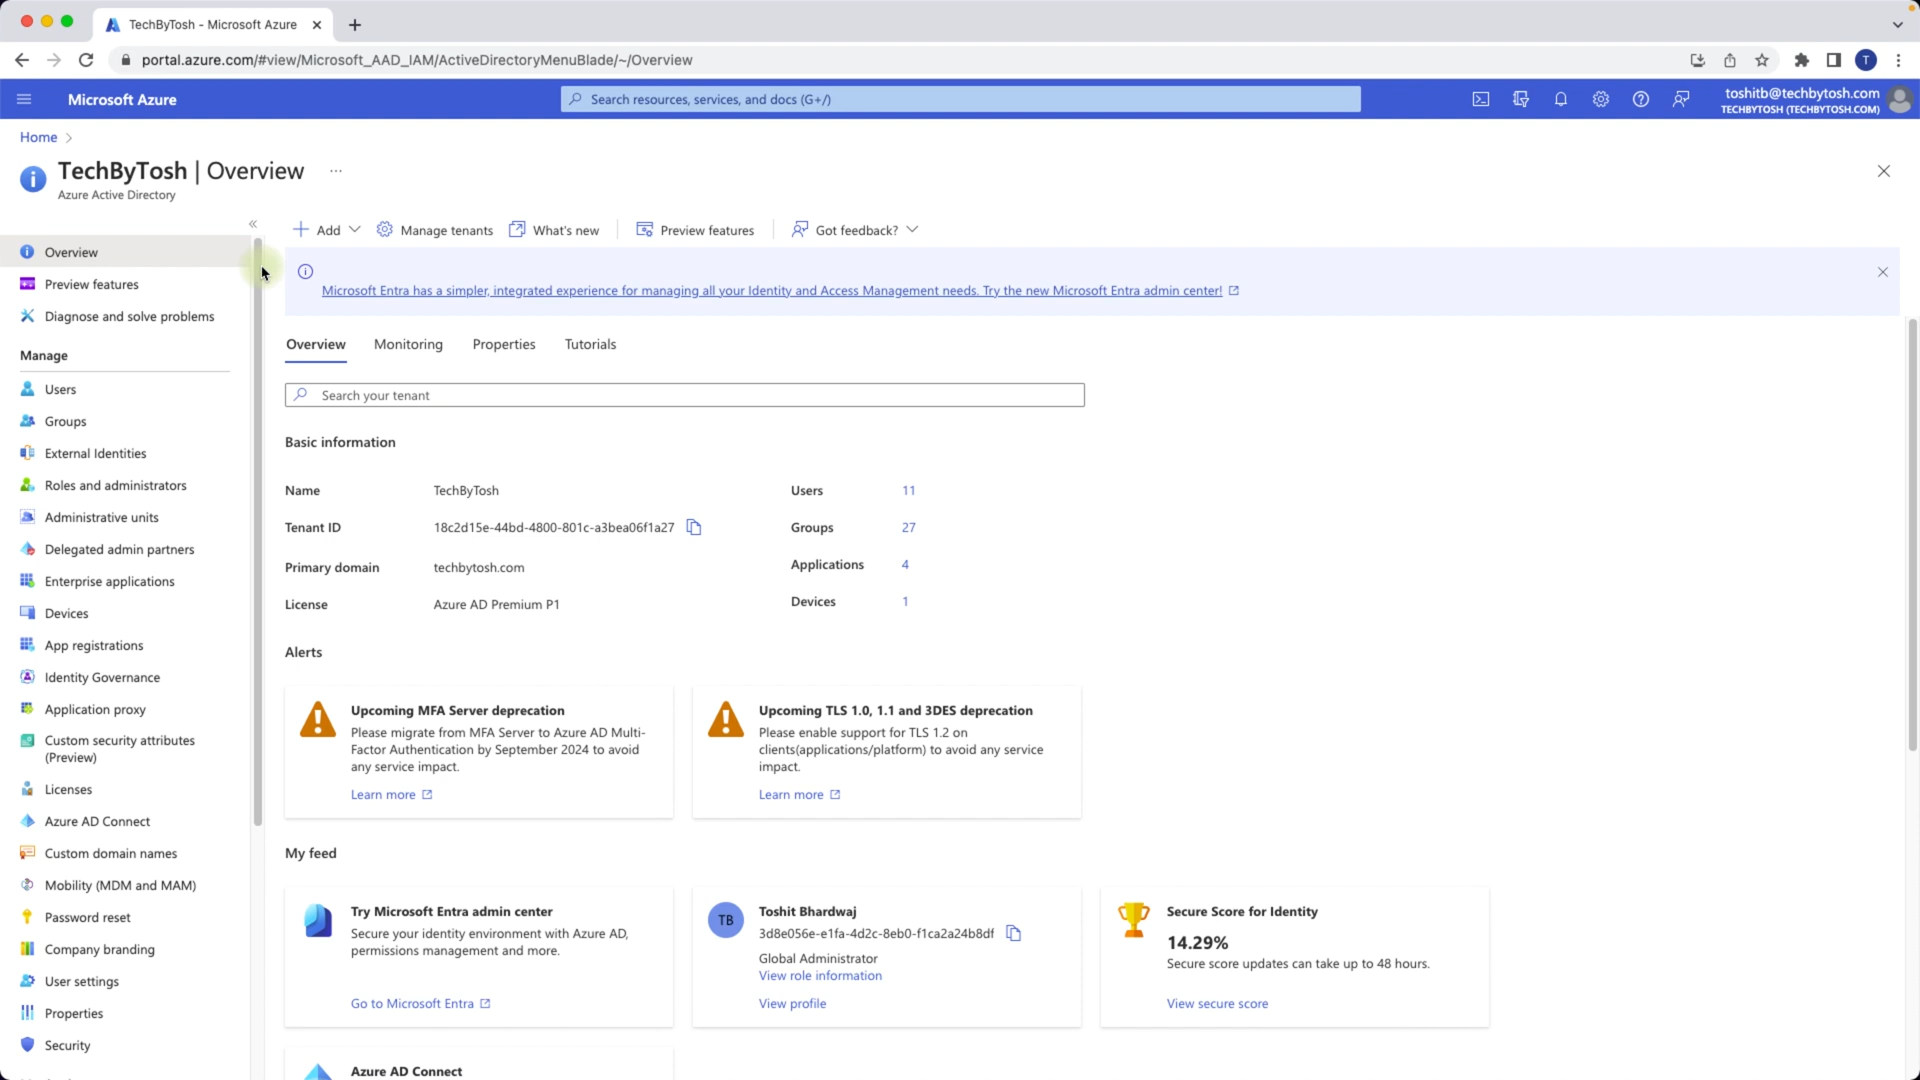 TechByTosh - Microsoft Azure
portal.azure.com/#view/Microsoft_AAD_IAM/ActiveDirectoryMenuBlade/~/Overview
T
Microsoft Azure
Search resources, services, and docs (G+/)
toshitb@techbytosh.com
TECHBYTOSH (TECHBYTOSH.COM)
Home
TechByTosh | Overview
Azure Active Directory
Add
Manage tenants
What's new
Preview features
Got feedback?
Overview
Preview features
Diagnose and solve problems
Manage
Users
Groups
External Identities
Roles and administrators
Administrative units
Delegated admin partners
Enterprise applications
Devices
App registrations
Identity Governance
Application proxy
Custom security attributes
(Preview)
Licenses
Azure AD Connect
Custom domain names
Mobility (MDM and MAM)
Password reset
Company branding
User settings
Properties
Security
Microsoft Entra has a simpler, integrated experience for managing all your Identity and Access Management needs. Try the new Microsoft Entra admin center!
Overview
Monitoring
Properties
Tutorials
Search your tenant
Basic information
Name TechByTosh
Tenant ID 18c2d15e-44bd-4800-801c-a3bea06f1a27
Primary domain techbytosh.com
License Azure AD Premium P1
Users 11
Groups 27
Applications 4
Devices 1
Alerts
Upcoming MFA Server deprecation
Please migrate from MFA Server to Azure AD Multi-
Factor Authentication by September 2024 to avoid
any service impact.
Learn more
Upcoming TLS 1.0, 1.1 and 3DES deprecation
Please enable support for TLS 1.2 on
clients(applications/platform) to avoid any service
impact.
Learn more
My feed
Try Microsoft Entra admin center
Secure your identity environment with Azure AD,
permissions management and more.
Go to Microsoft Entra
TB
Toshit Bhardwaj
3d8e056e-e1fa-4d2c-8eb0-f1ca2a24b8df
Global Administrator
View role information
View profile
Secure Score for Identity
14.29%
Secure score updates can take up to 48 hours.
View secure score
Azure AD Connect